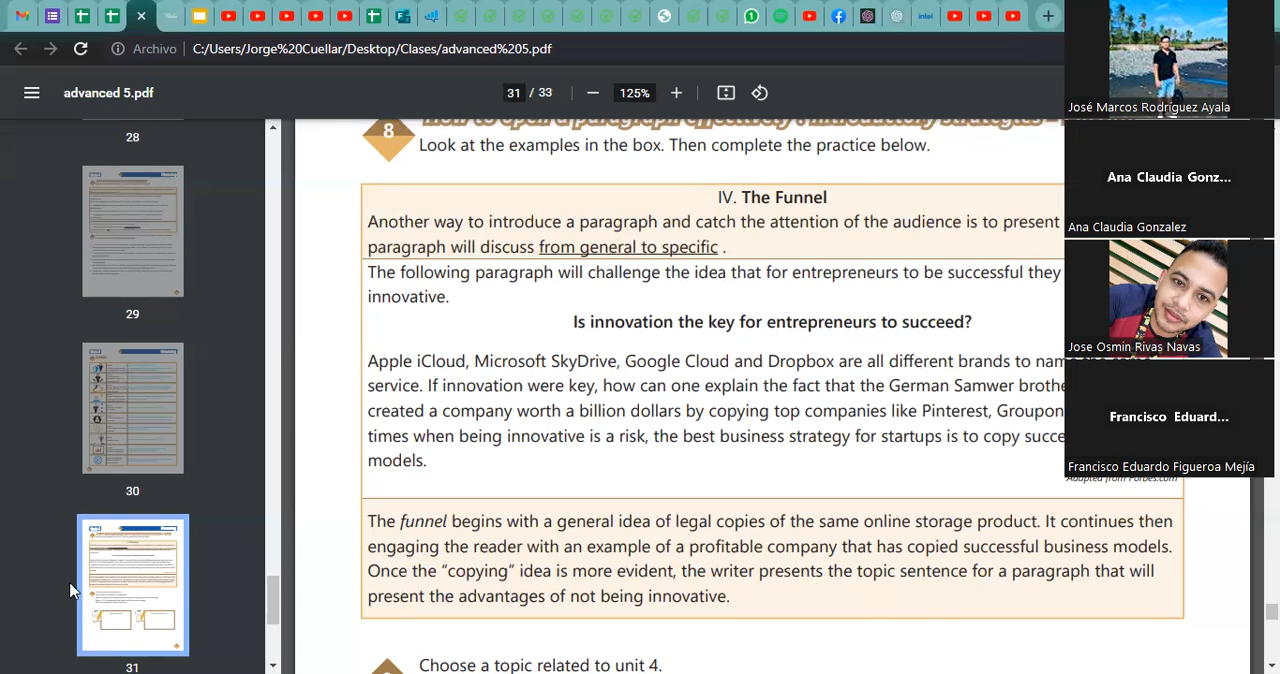 Archivo
C:/Users/Jorge%20Cuellar/Desktop/Clases/advanced%205.pdf
advanced 5.pdf
31 / 33
125%
28
29
30
31
8
How to open a paragraph effectively
Look at the examples in the box. Then complete the practice below.
IV. The Funnel
Another way to introduce a paragraph and catch the attention of the audience is to present
paragraph will discuss from general to specific .
The following paragraph will challenge the idea that for entrepreneurs to be successful they
innovative.
Is innovation the key for entrepreneurs to succeed?
Apple iCloud, Microsoft SkyDrive, Google Cloud and Dropbox are all different brands to
service. If innovation were key, how can one explain the fact that the German Samwer
created a company worth a billion dollars by copying top companies like Pinterest, Groupon
times when being innovative is a risk, the best business strategy for startups is to copy
models.
Adapted from Forbes.com
The funnel begins with a general idea of legal copies of the same online storage product. It continues then
engaging the reader with an example of a profitable company that has copied successful business models.
Once the “copying” idea is more evident, the writer presents the topic sentence for a paragraph that will
present the advantages of not being innovative.
Choose a topic related to unit 4.
José Marcos Rodríguez Ayala
Ana Claudia Gonz...
Ana Claudia Gonzalez
Jose Osmin Rivas Navas
Francisco Eduard...
Francisco Eduardo Figueroa Mejía